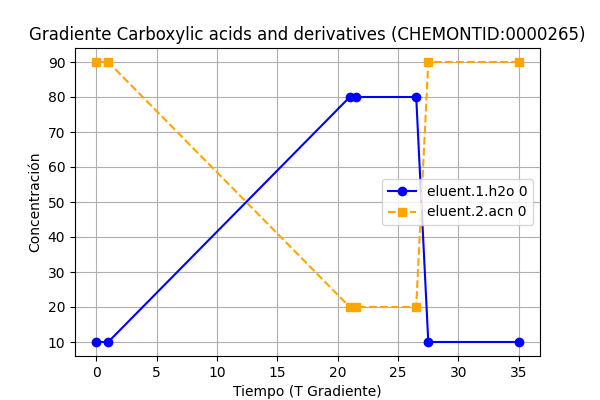 Gradiente Carboxylic acids and derivatives (CHEMONTID:0000265)
90
80
70
60
50
40
30
20
10
Concentración
eluent.1.h2o 0
eluent.2.acn 0
0 5 10 15 20 25 30 35
Tiempo (T Gradiente)